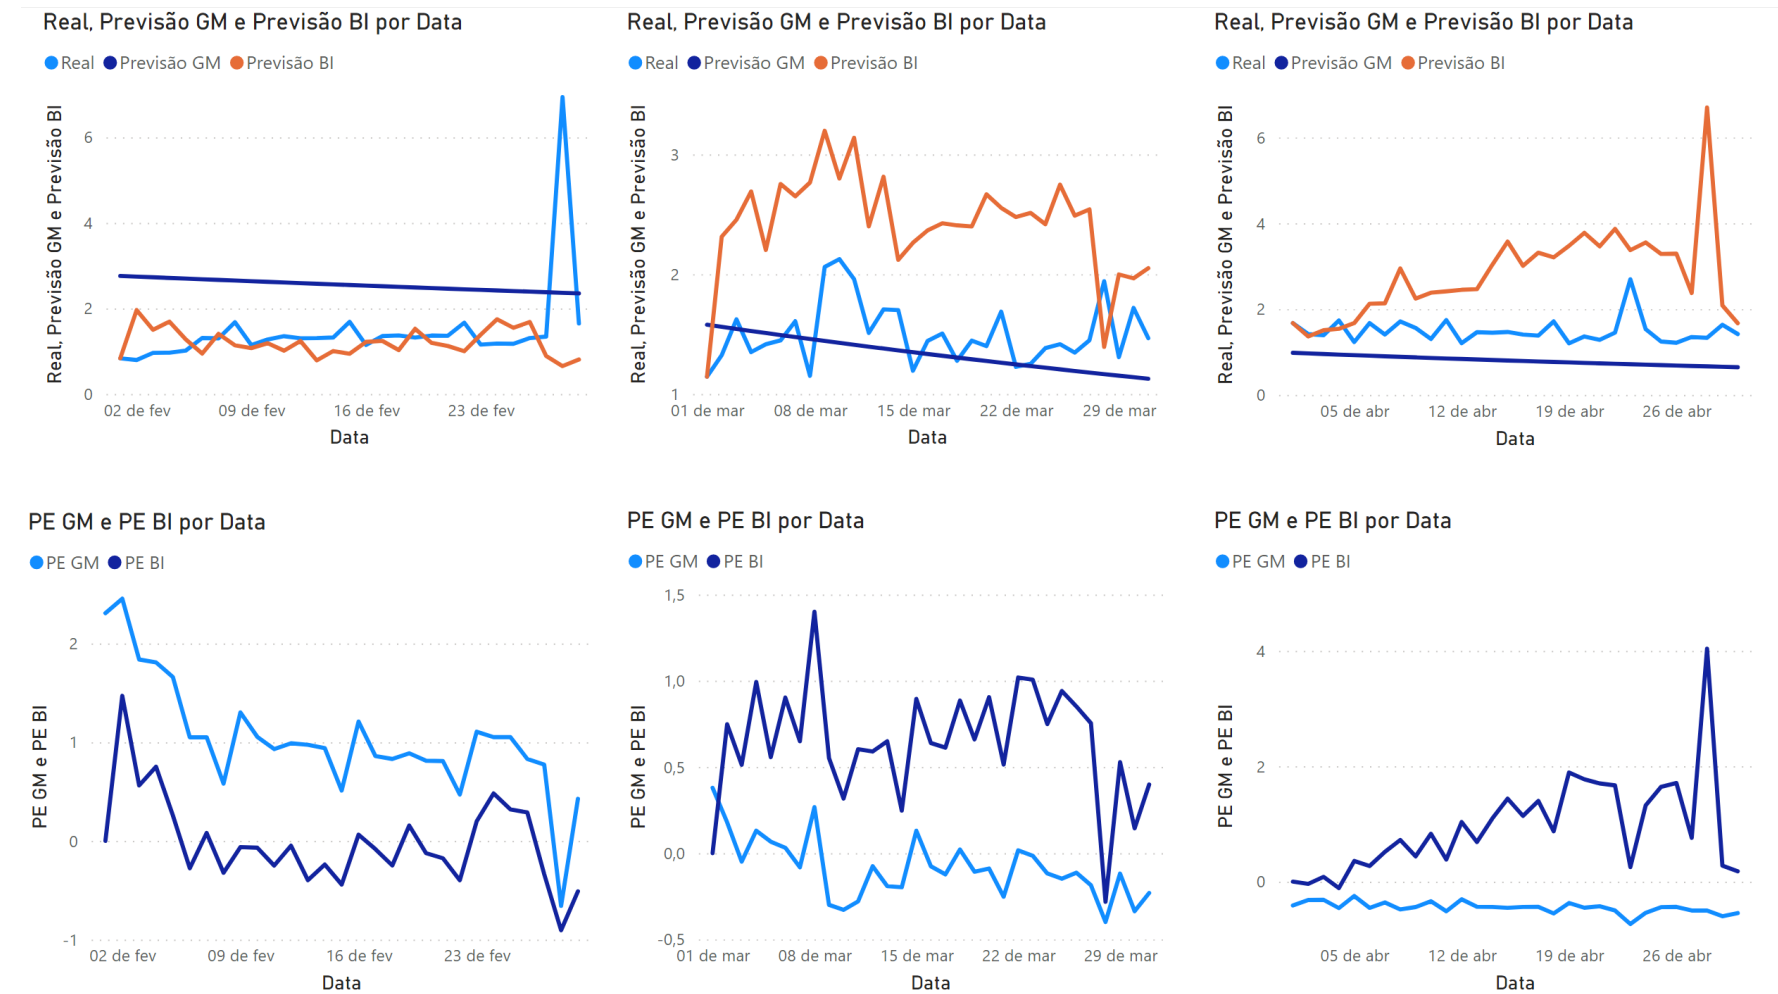 Real, Previsão GM e Previsão BI por Data
Real Previsão GM Previsão BI
Real, Previsão GM e Previsão BI
6
4
2
0
02 de fev 09 de fev 16 de fev 23 de fev
Data
Real, Previsão GM e Previsão BI por Data
Real Previsão GM Previsão BI
Real, Previsão GM e Previsão BI
3
2
1
01 de mar 08 de mar 15 de mar 22 de mar 29 de mar
Data
Real, Previsão GM e Previsão BI por Data
Real Previsão GM Previsão BI
Real, Previsão GM e Previsão BI
6
4
2
0
05 de abr 12 de abr 19 de abr 26 de abr
Data
PE GM e PE BI por Data
PE GM PE BI
PE GM e PE BI
2
1
0
-1
02 de fev 09 de fev 16 de fev 23 de fev
Data
PE GM e PE BI por Data
PE GM PE BI
PE GM e PE BI
1,5
1,0
0,5
0,0
-0,5
01 de mar 08 de mar 15 de mar 22 de mar 29 de mar
Data
PE GM e PE BI por Data
PE GM PE BI
PE GM e PE BI
4
2
0
05 de abr 12 de abr 19 de abr 26 de abr
Data